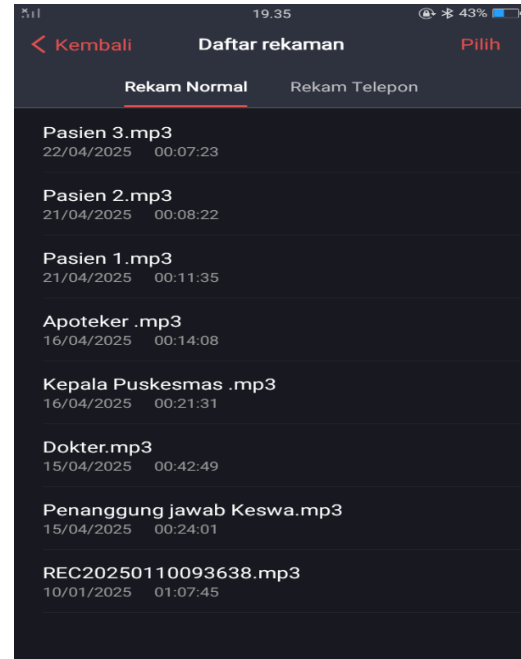 19.35
43%
Kembali
Daftar rekaman
Pilih
Rekam Normal
Rekam Telepon
Pasien 3.mp3
22/04/2025 00:07:23
Pasien 2.mp3
21/04/2025 00:08:22
Pasien 1.mp3
21/04/2025 00:11:35
Apoteker .mp3
16/04/2025 00:14:08
Kepala Puskesmas .mp3
16/04/2025 00:21:31
Dokter.mp3
15/04/2025 00:42:49
Penanggung jawab Keswa.mp3
15/04/2025 00:24:01
REC20250110093638.mp3
10/01/2025 01:07:45